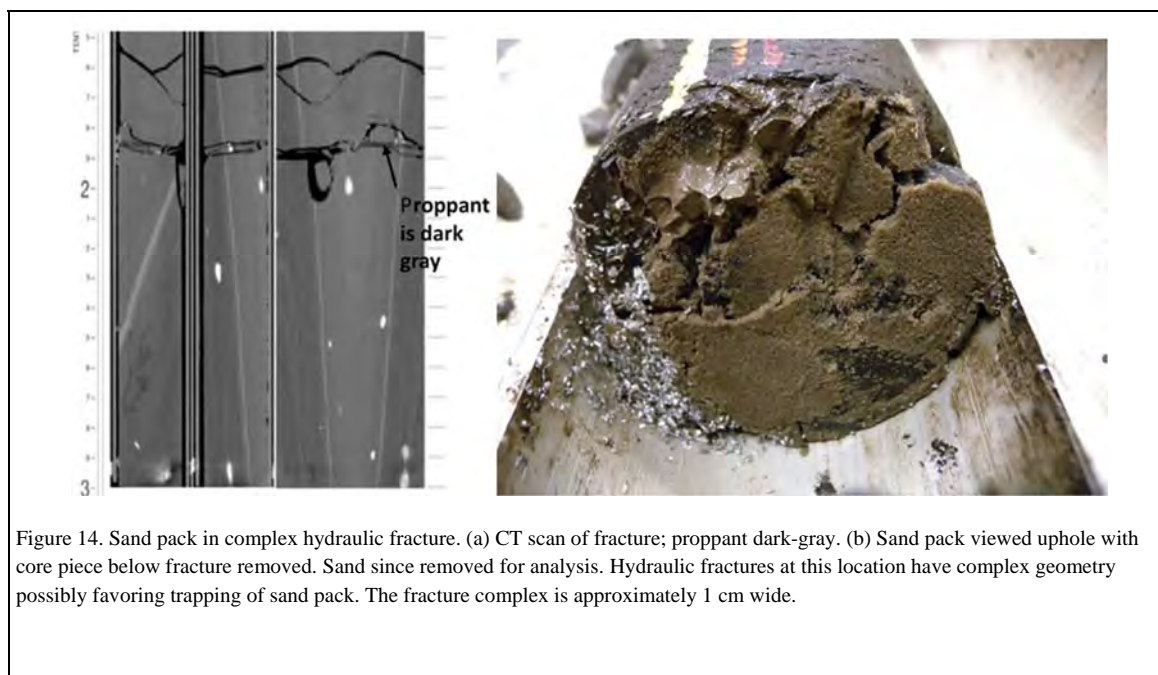 2
Proppant
is dark
gray
3
Figure 14. Sand pack in complex hydraulic fracture. (a) CT scan of fracture; proppant dark-gray. (b) Sand pack viewed uphole with
core piece below fracture removed. Sand since removed for analysis. Hydraulic fractures at this location have complex geometry
possibly favoring trapping of sand pack. The fracture complex is approximately 1 cm wide.